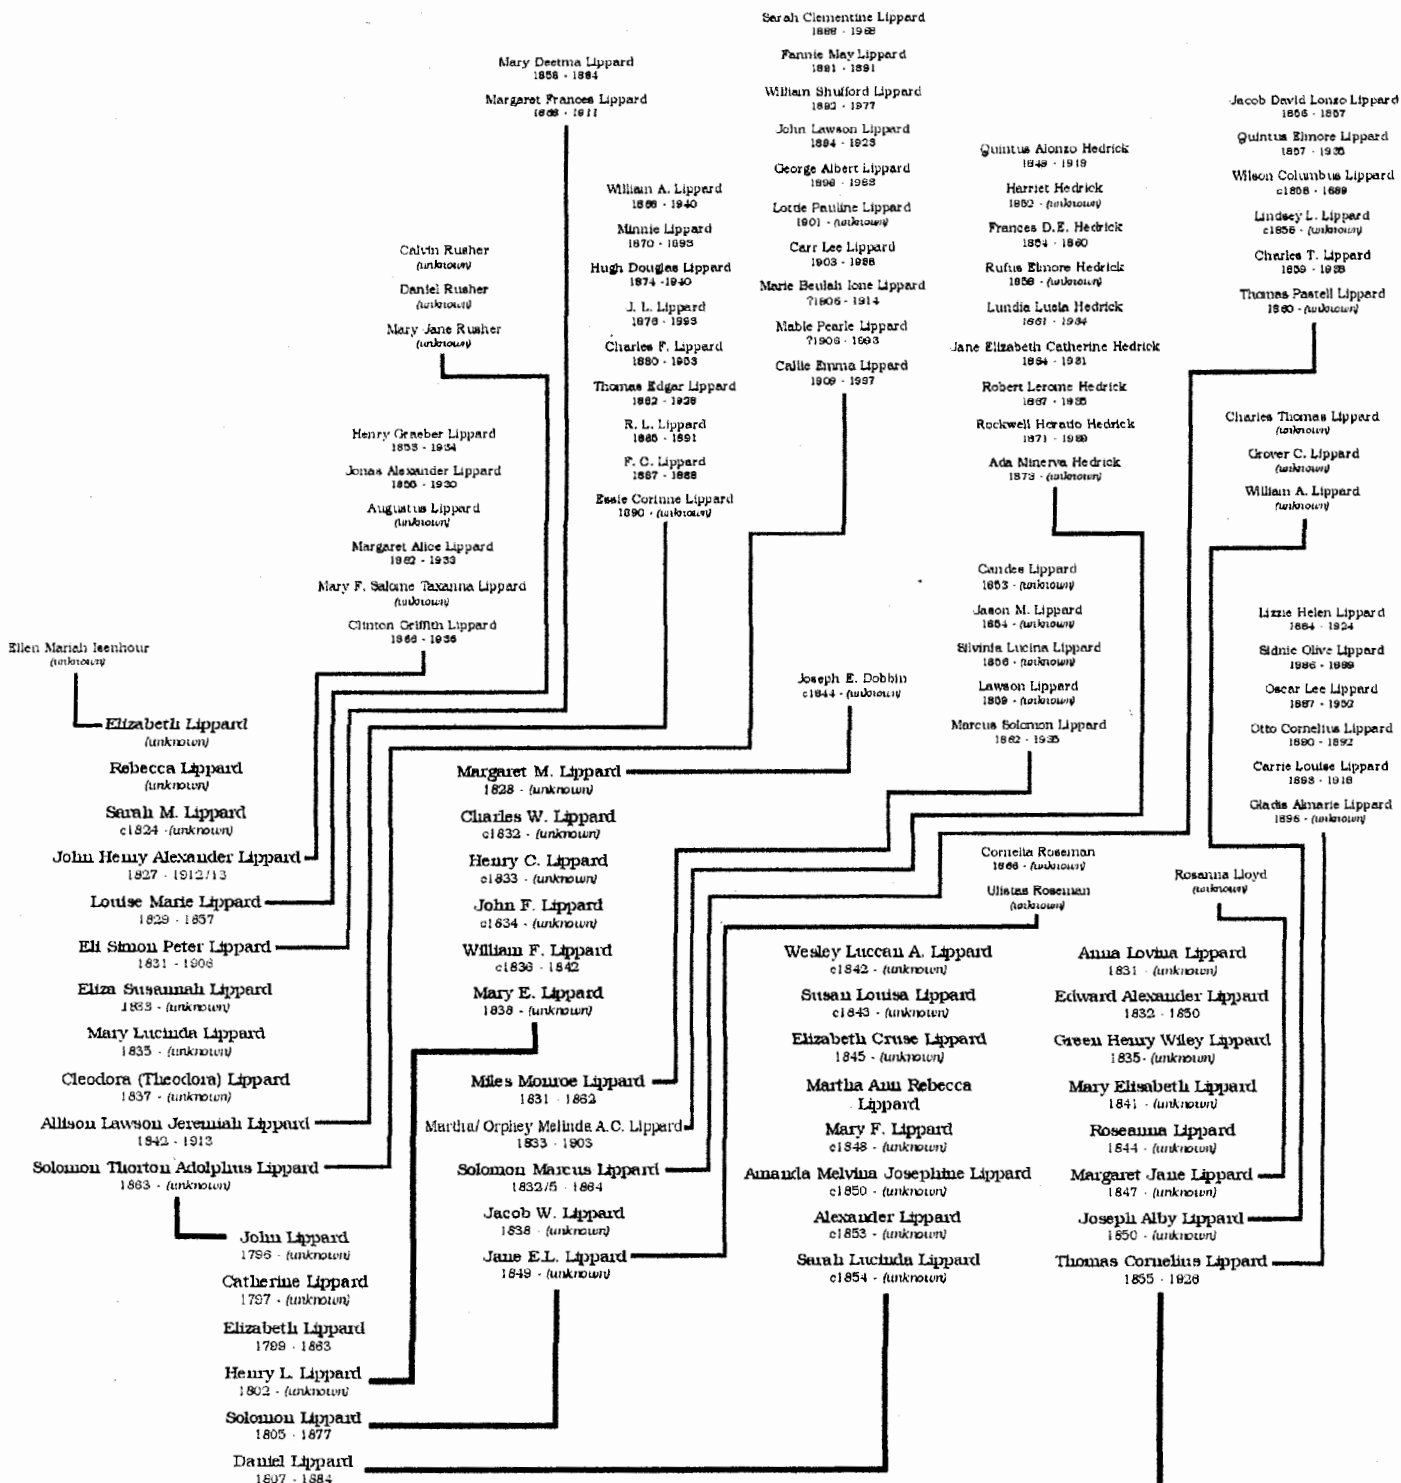 Sarah Clementine Lippard
1888 - 1968
Fannie May Lippard
1891 - 1891
William Shufford Lippard
1892 - 1977
John Lawson Lippard
1894 - 1923
George Albert Lippard
1896 - 1963
Lottie Pauline Lippard
1901 - (unknown)
Carr Lee Lippard
1903 - 1988
Marie Beulah Ione Lippard
?1906 - 1914
Mable Pearle Lippard
?1906 - 1993
Callie Emma Lippard
1909 - 1997
Mary Deetma Lippard
1858 - 1884
Margaret Frances Lippard
1868 - 1911
William A. Lippard
1866 - 1940
Minnie Lippard
1870 - 1893
Hugh Douglas Lippard
1874 - 1940
J. L. Lippard
1876 - 1893
Charles F. Lippard
1880 - 1953
Thomas Edgar Lippard
1882 - 1928
R. L. Lippard
1885 - 1891
F. C. Lippard
1887 - 1888
Essie Corinne Lippard
1890 - (unknown)
Calvin Rusher
(unknown)
Daniel Rusher
(unknown)
Mary Jane Rusher
(unknown)
Henry Graeber Lippard
1853 - 1934
Jonas Alexander Lippard
1856 - 1930
Augustus Lippard
(unknown)
Margaret Alice Lippard
1862 - 1933
Mary F. Salome Taxanna Lippard
(unknown)
Clinton Griffith Lippard
1866 - 1936
Quintus Alonzo Hedrick
1849 - 1919
Harriet Hedrick
1852 - (unknown)
Frances D.E. Hedrick
1854 - 1860
Rufus Elmore Hedrick
1858 - (unknown)
Lundia Luela Hedrick
1861 - 1934
Jane Elizabeth Catherine Hedrick
1864 - 1931
Robert Lerome Hedrick
1867 - 1935
Rockwell Horatio Hedrick
1871 - 1959
Ada Minerva Hedrick
1873 - (unknown)
Jacob David Lonzo Lippard
1856 - 1857
Quintus Elmore Lippard
1857 - 1935
Wilson Columbus Lippard
c1858 - 1889
Lindsey L. Lippard
c1856 - (unknown)
Charles T. Lippard
1859 - 1938
Thomas Pastell Lippard
1860 - (unknown)
Charles Thomas Lippard
(unknown)
Grover C. Lippard
(unknown)
William A. Lippard
(unknown)
Candes Lippard
1853 - (unknown)
Jason M. Lippard
1854 - (unknown)
Silvinia Lucina Lippard
1856 - (unknown)
Lawson Lippard
1859 - (unknown)
Marcus Solomon Lippard
1862 - 1935
Lizzie Helen Lippard
1884 - 1924
Sidnie Olive Lippard
1886 - 1889
Oscar Lee Lippard
1887 - 1952
Otto Cornelius Lippard
1890 - 1892
Carrie Louise Lippard
1893 - 1918
Gladis Almarie Lippard
1896 - (unknown)
Ellen Mariah Isenhour
(unknown)
Joseph E. Dobbin
c1844 - (unknown)
Cornelia Roseman
1866 - (unknown)
Ulistas Roseman
(unknown)
Rosanna Lloyd
(unknown)
Elizabeth Lippard
(unknown)
Rebecca Lippard
(unknown)
Sarah M. Lippard
c1824 - (unknown)
John Henry Alexander Lippard
1827 - 1912/13
Louise Marie Lippard
1829 - 1857
Eli Simon Peter Lippard
1831 - 1906
Eliza Susannah Lippard
1833 - (unknown)
Mary Lucinda Lippard
1835 - (unknown)
Cleodora (Theodora) Lippard
1837 - (unknown)
Allison Lawson Jeremiah Lippard
1842 - 1913
Solomon Thorton Adolphus Lippard
1863 - (unknown)
Margaret M. Lippard
1828 - (unknown)
Charles W. Lippard
c1832 - (unknown)
Henry C. Lippard
c1833 - (unknown)
John F. Lippard
c1834 - (unknown)
William F. Lippard
c1836 - 1842
Mary E. Lippard
1838 - (unknown)
Miles Monroe Lippard
1831 - 1862
Martha/ Orphey Melinda A.C. Lippard
1833 - 1903
Solomon Marcus Lippard
1832/5 - 1864
Jacob W. Lippard
1838 - (unknown)
Jane E.L. Lippard
1849 - (unknown)
Wesley Luccan A. Lippard
c1842 - (unknown)
Susan Louisa Lippard
c1843 - (unknown)
Elizabeth Cruse Lippard
1845 - (unknown)
Martha Ann Rebecca
Lippard
Mary F. Lippard
c1848 - (unknown)
Amanda Melvina Josephine Lippard
c1850 - (unknown)
Alexander Lippard
c1853 - (unknown)
Sarah Lucinda Lippard
c1854 - (unknown)
Anna Lovina Lippard
1831 - (unknown)
Edward Alexander Lippard
1832 - 1850
Green Henry Wiley Lippard
1835- (unknown)
Mary Elisabeth Lippard
1841 - (unknown)
Roseanna Lippard
1844 - (unknown)
Margaret Jane Lippard
1847 - (unknown)
Joseph Alby Lippard
1850 - (unknown)
Thomas Cornelius Lippard
1855 - 1926
John Lippard
1796 - (unknown)
Catherine Lippard
1797 - (unknown)
Elizabeth Lippard
1799 - 1863
Henry L. Lippard
1802 - (unknown)
Solomon Lippard
1805 - 1877
Daniel Lippard
1807 - 1884